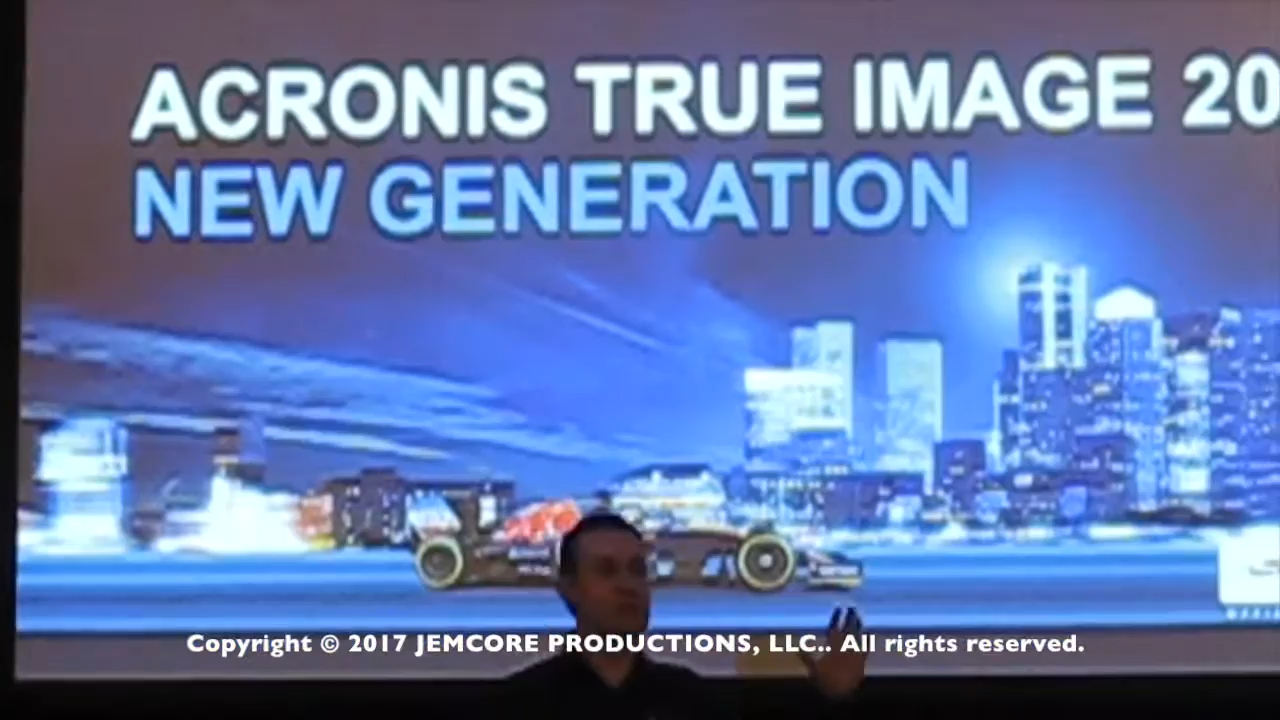 ACRONIS TRUE IMAGE 20
NEW GENERATION
Copyright © 2017 JEMCORE PRODUCTIONS, LLC.. All rights reserved.